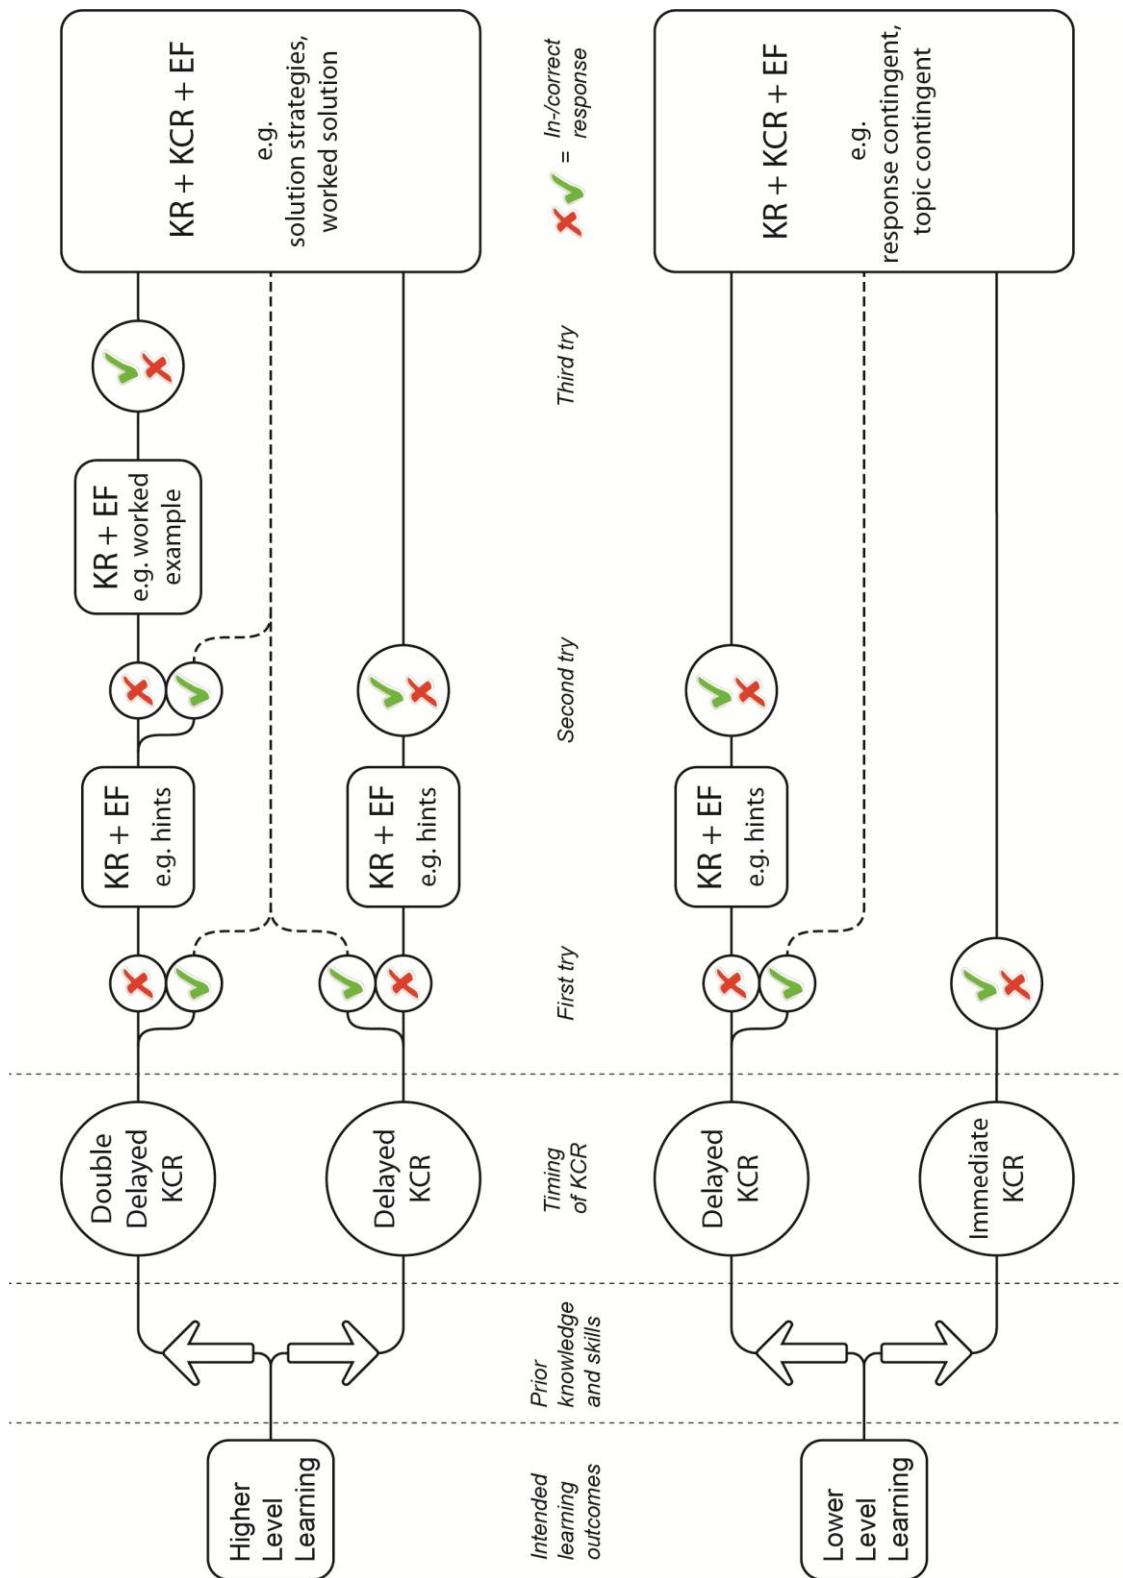 Higher
Level
Learning
Double
Delayed
KCR
KR + EF
e.g. hints
KR + EF
e.g. worked
example
Delayed
KCR
KR + EF
e.g. hints
KR + KCR + EF
e.g.
solution strategies,
worked solution
Intended
learning
outcomes
Prior
knowledge
and skills
Timing
of KCR
First try
Second try
Third try
= In-/correct
response
Lower
Level
Learning
Delayed
KCR
KR + EF
e.g. hints
Immediate
KCR
KR + KCR + EF
e.g.
response contingent,
topic contingent